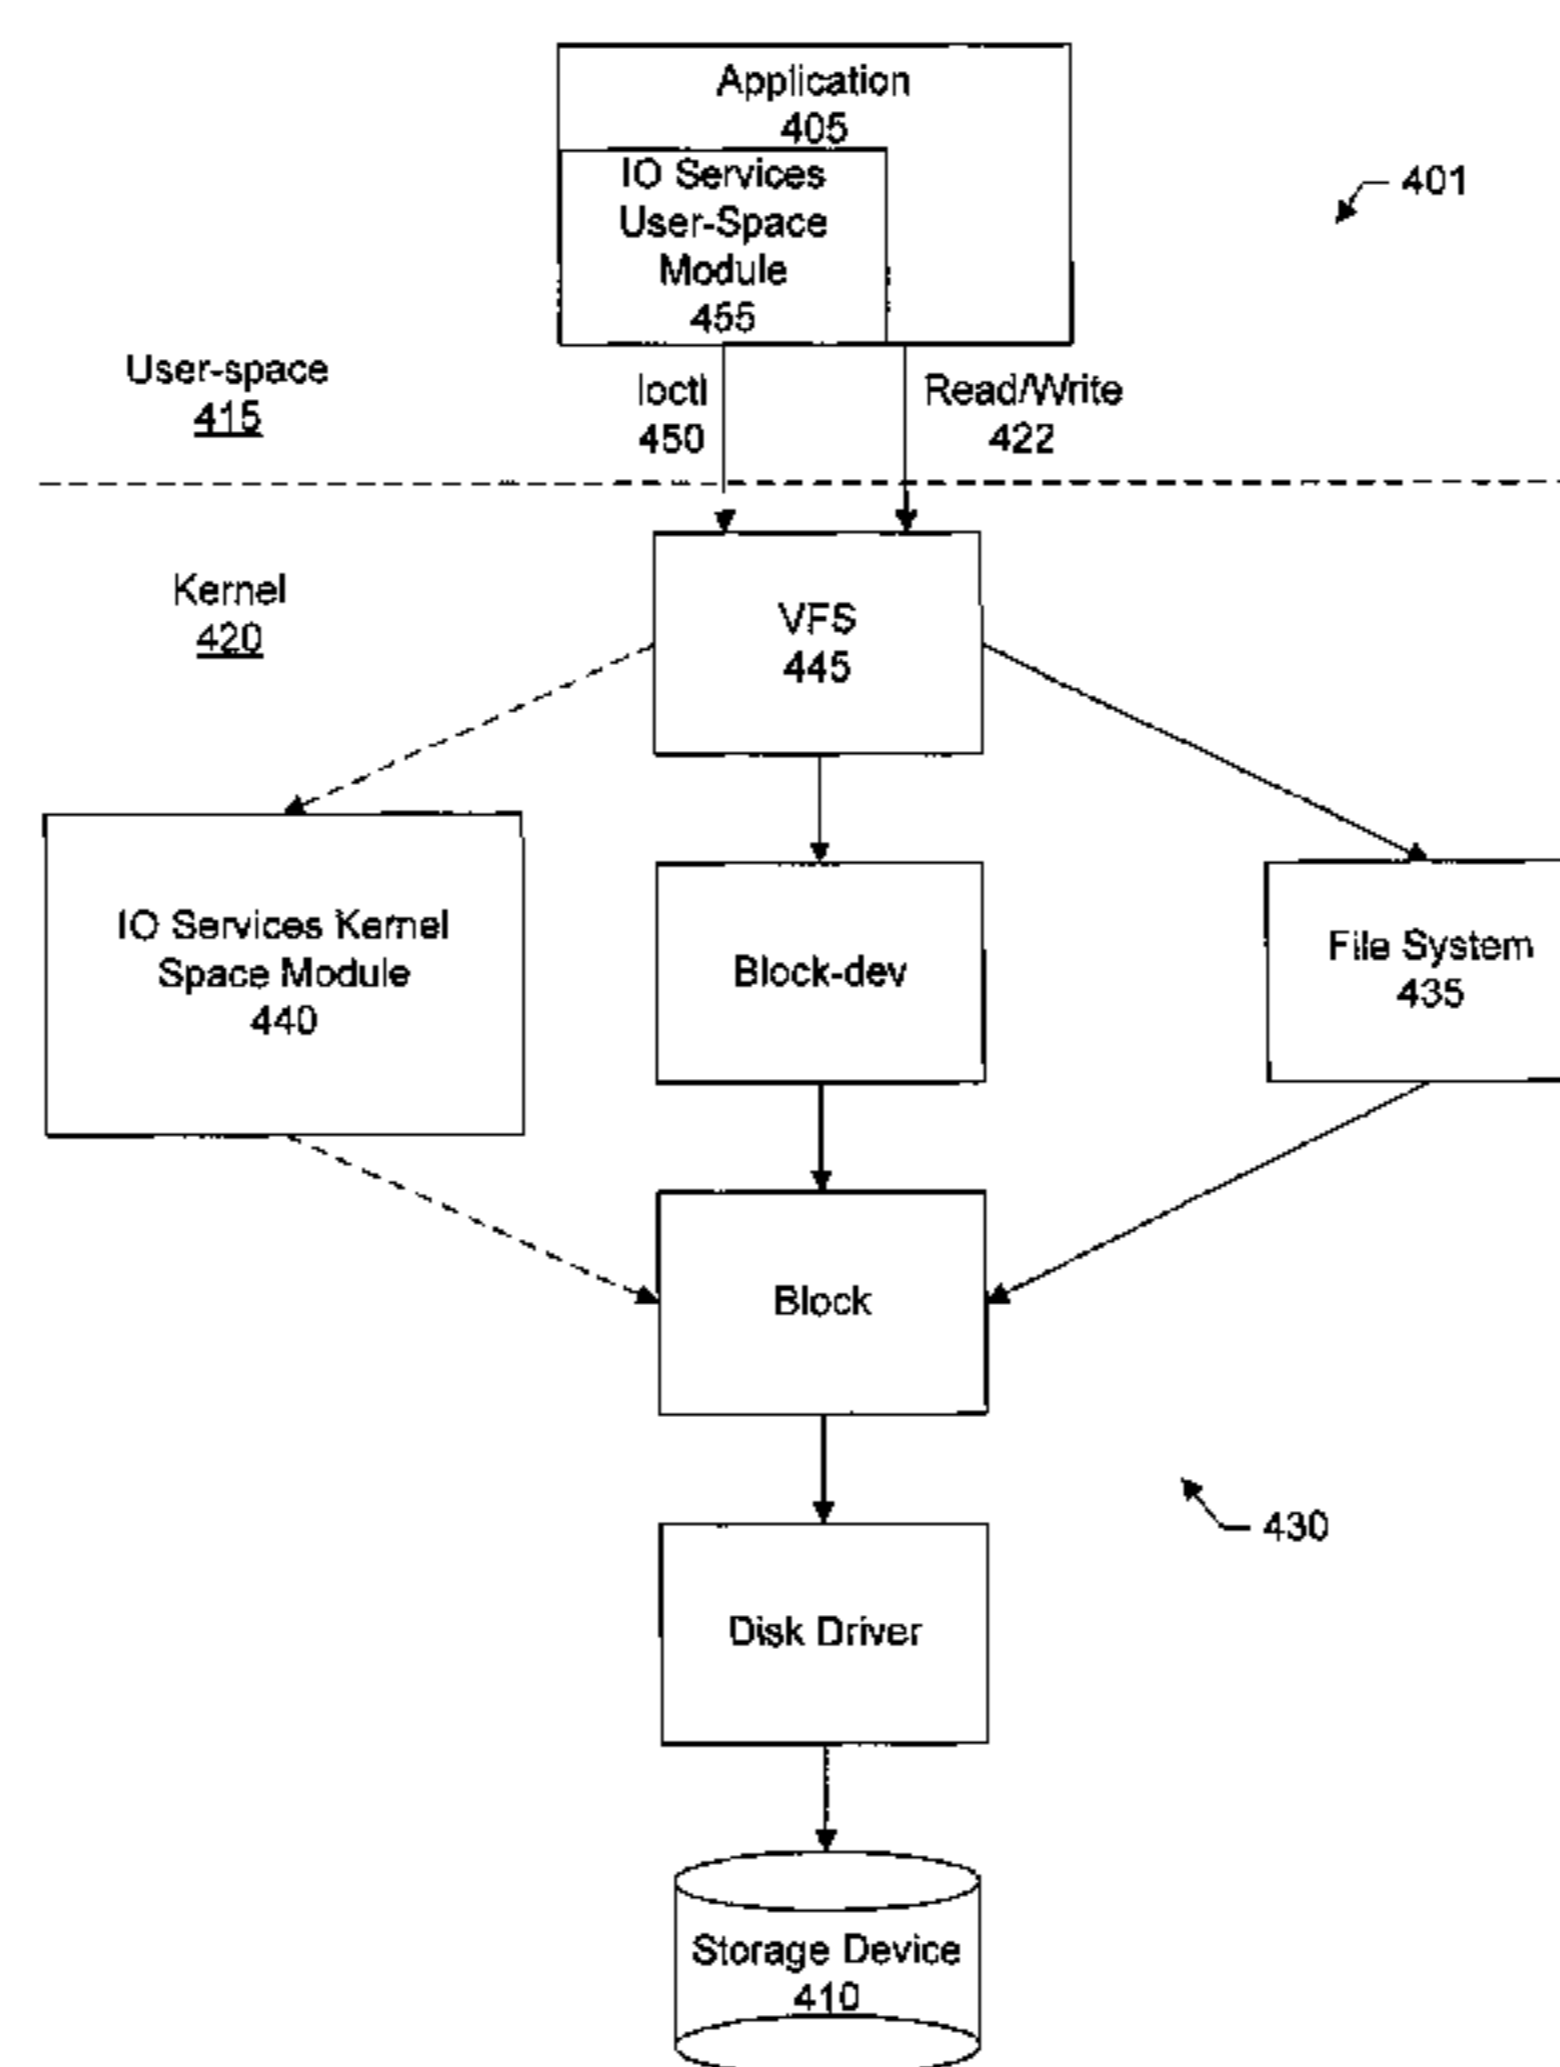 Application
405
IO Services
User-Space
Module
455
401
User-space
415
Ioctl
450
Read/Write
422
Kernel
420
VFS
445
IO Services Kernel
Space Module
440
Block-dev
File System
435
Block
430
Disk Driver
Storage Device
410